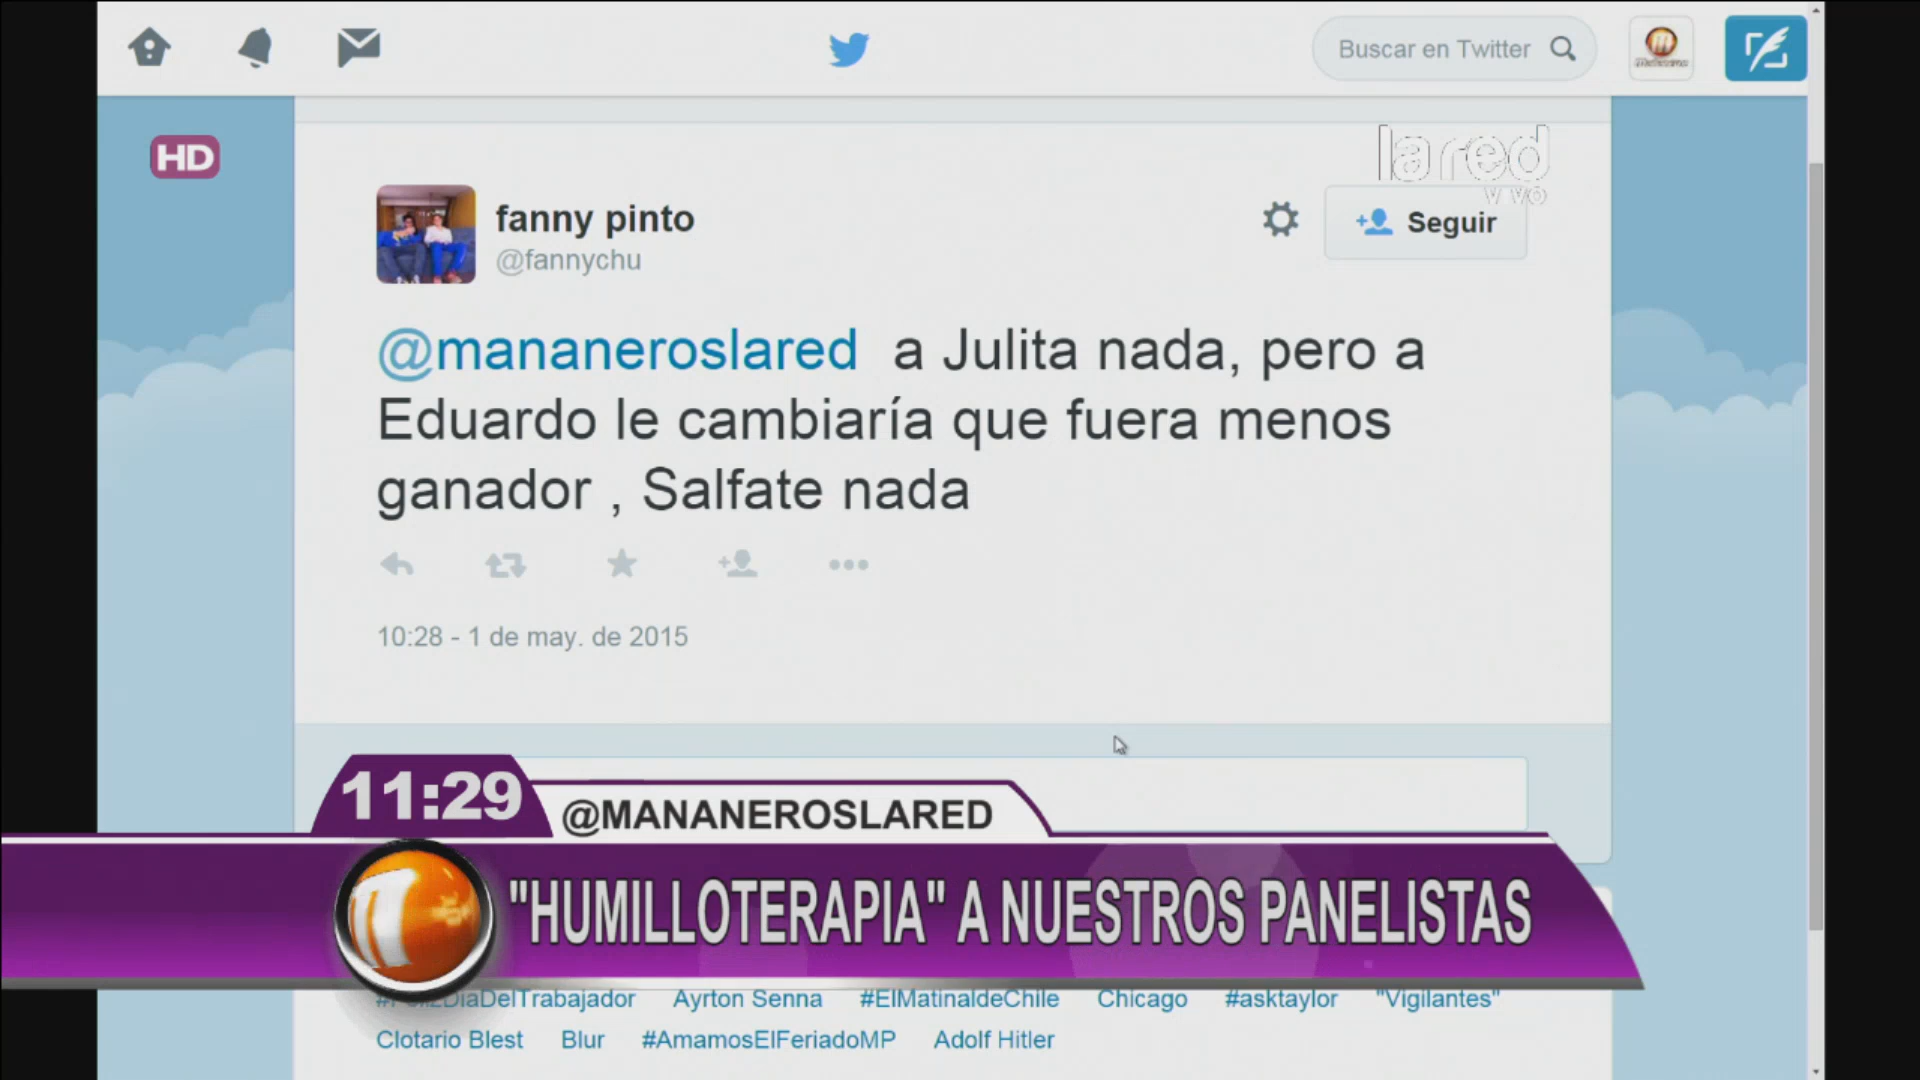 Buscar en Twitter
HD
la red
vivo
fanny pinto
@fannychu
Seguir
@mananeroslared a Julita nada, pero a
Eduardo le cambiaría que fuera menos
ganador , Salfate nada
10:28 - 1 de may. de 2015
11:29
@MANANEROSLARED
"HUMILLOTERAPIA" A NUESTROS PANELISTAS
#FelizDiaDelTrabajador Ayrton Senna #ElMatinaldeChile Chicago #asktaylor "Vigilantes"
Clotario Blest Blur #AmamosElFeriadoMP Adolf Hitler